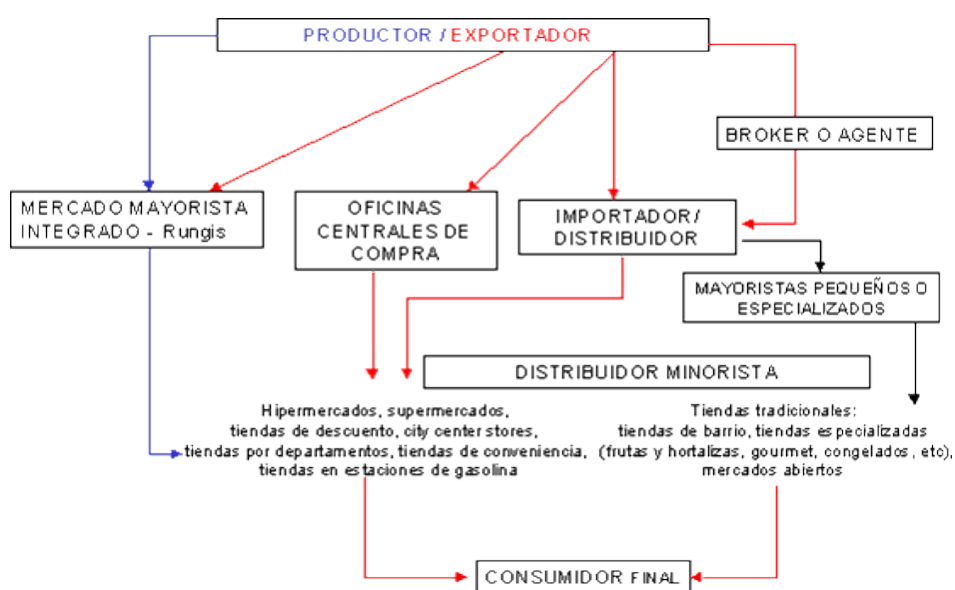 PRODUCTOR / EXPORTADOR
BROKER O AGENTE
MERCADO MAYORISTA
INTEGRADO - Rungis
OFICINAS
CENTRALES DE
COMPRA
IMPORTADOR/
DISTRIBUIDOR
MAYORISTAS PEQUEÑOS O
ESPECIALIZADOS
DISTRIBUIDOR MINORISTA
Hipermercados, supermercados,
tiendas de descuento, city center stores,
tiendas por departamentos, tiendas de conveniencia,
tiendas en estaciones de gasolina
Tiendas tradicionales:
tiendas de barrio, tiendas especializadas
(frutas y hortalizas, gourmet, congelados, etc),
mercados abiertos
CONSUMIDOR FINAL